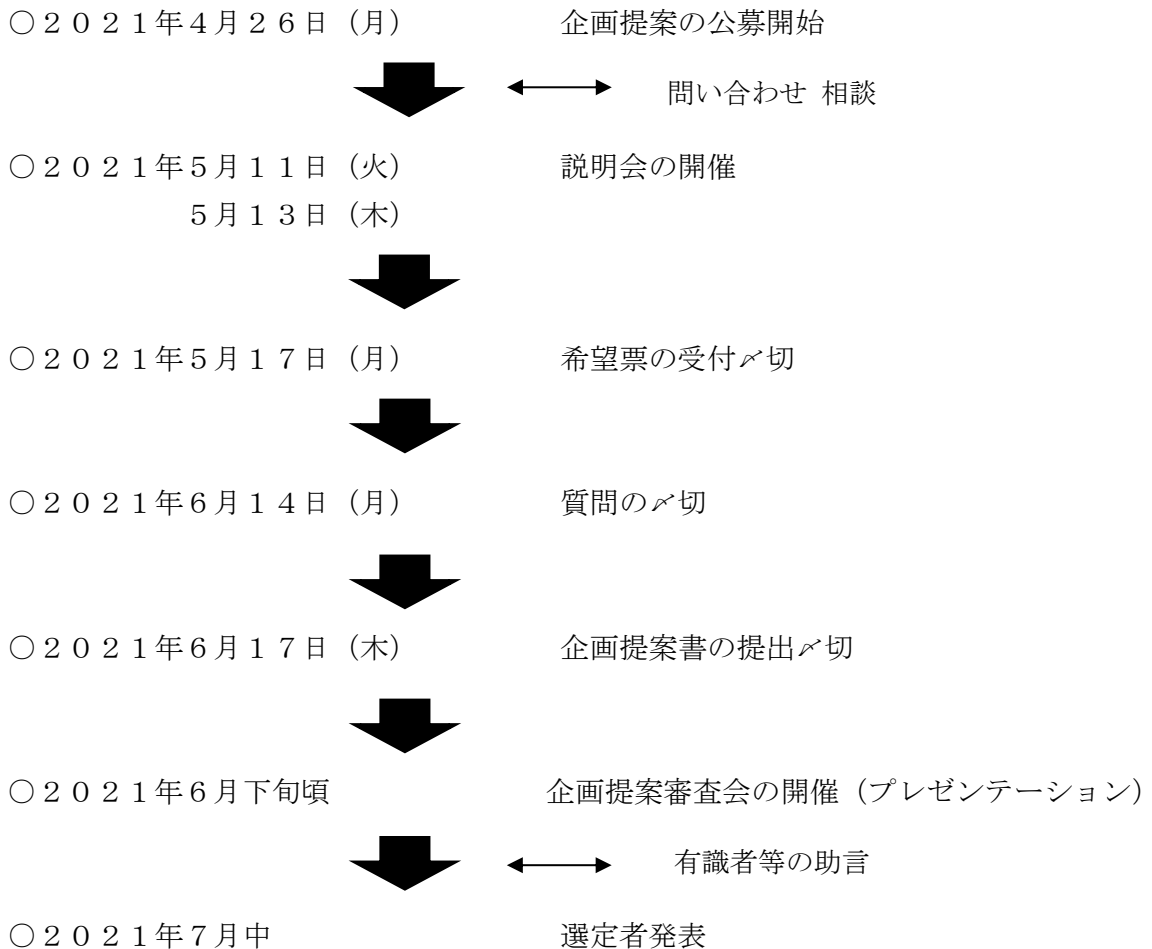 ○２０２１年４月２６日（月） 企画提案の公募開始
問い合わせ 相談
○２０２１年５月１１日（火） 説明会の開催
５月１３日（木）
○２０２１年５月１７日（月） 希望票の受付〆切
○２０２１年６月１４日（月） 質問の〆切
○２０２１年６月１７日（木） 企画提案書の提出〆切
○２０２１年６月下旬頃 企画提案審査会の開催（プレゼンテーション）
有識者等の助言
○２０２１年７月中 選定者発表